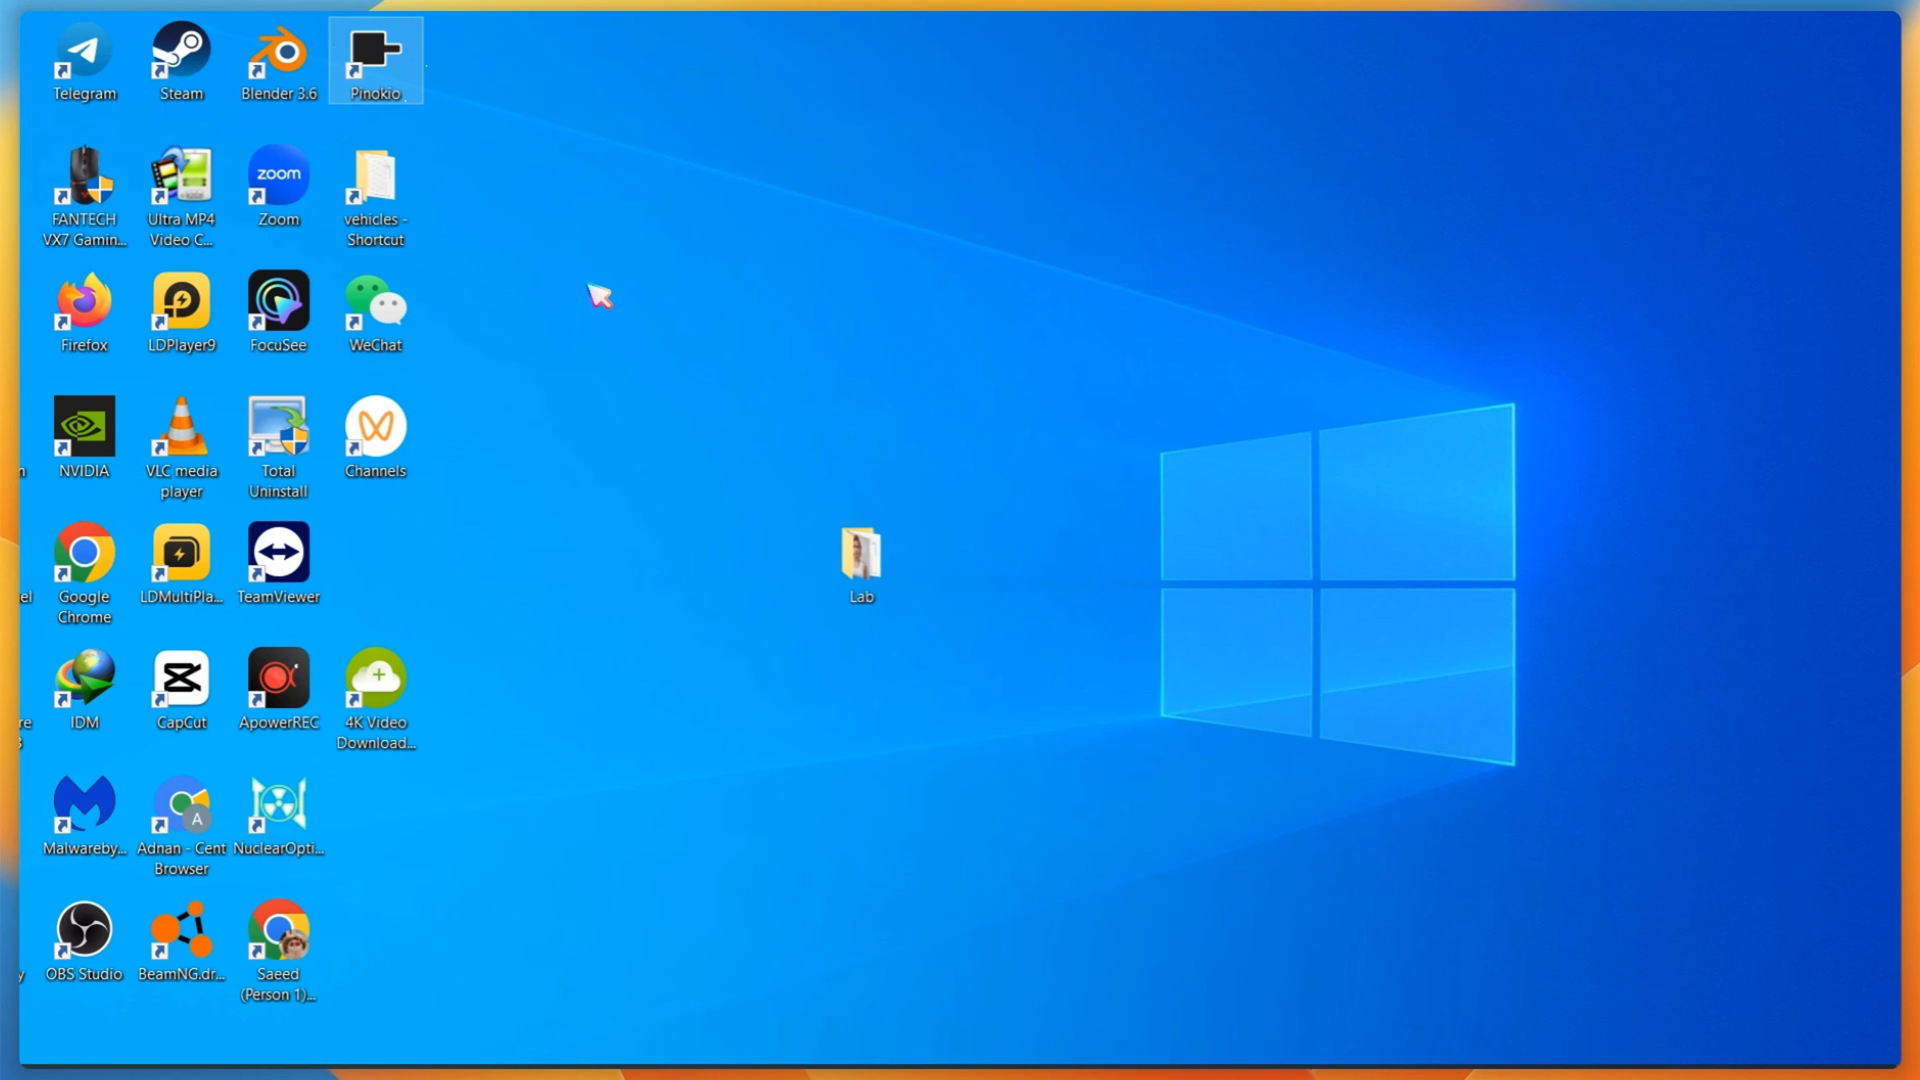 Telegram
Steam
Blender 3.6
Pinokio
FANTECH
VX7 Gamin...
Ultra MP4
Video C...
zoom
Zoom
vehicles -
Shortcut
Firefox
LDPlayer9
FocuSee
WeChat
NVIDIA
VLC media
player
Total
Uninstall
Channels
Google
Chrome
LDMultiPla...
TeamViewer
Lab
IDM
CapCut
ApowerREC
4K Video
Download...
Malwareby...
A
Adnan - Cent
Browser
NuclearOpti...
OBS Studio
BeamNG.dr...
Saeed
(Person 1)...